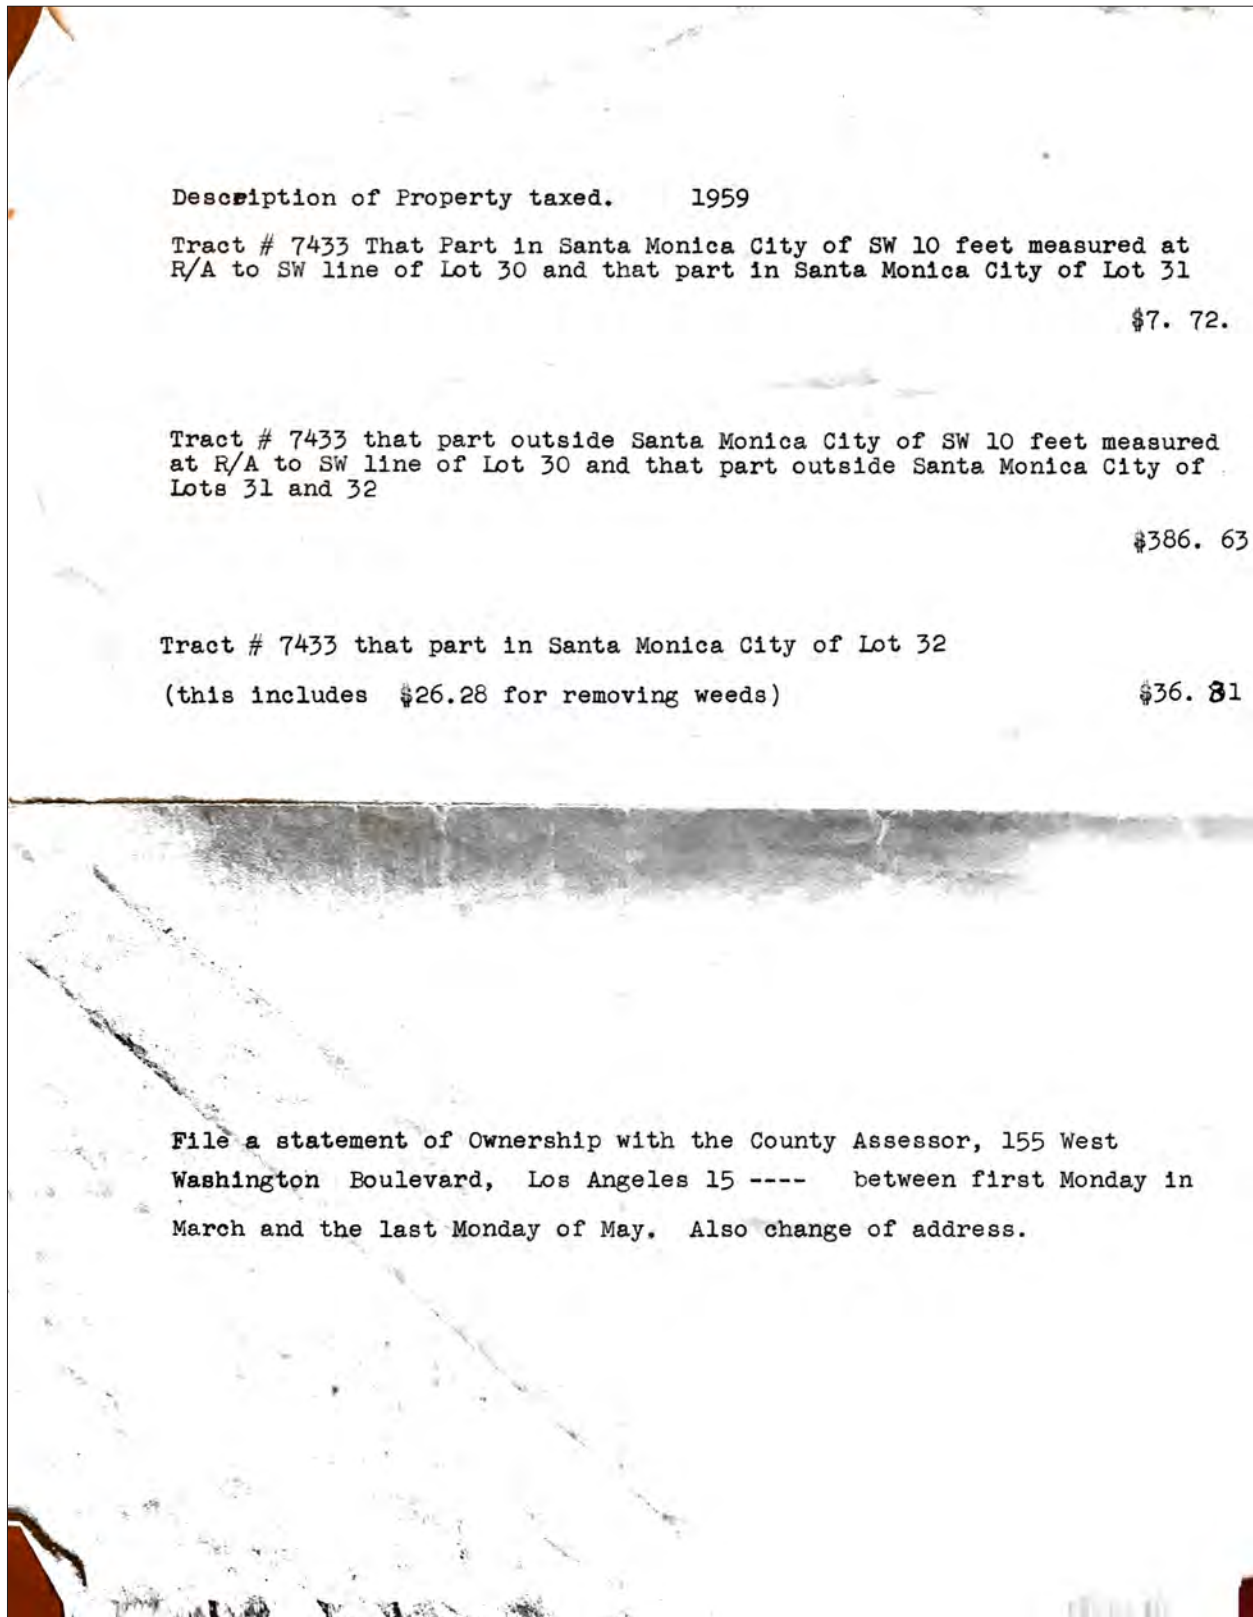 Description of Property taxed. 1959
Tract # 7433 That Part in Santa Monica City of SW 10 feet measured at
R/A to SW line of Lot 30 and that part in Santa Monica City of Lot 31
$7. 72.
Tract # 7433 that part outside Santa Monica City of SW 10 feet measured
at R/A to SW line of Lot 30 and that part outside Santa Monica City of
Lots 31 and 32
$386. 63
Tract # 7433 that part in Santa Monica City of Lot 32
(this includes $26.28 for removing weeds) $36. 81
File a statement of Ownership with the County Assessor, 155 West
Washington Boulevard, Los Angeles 15 ---- between first Monday in
March and the last Monday of May. Also change of address.